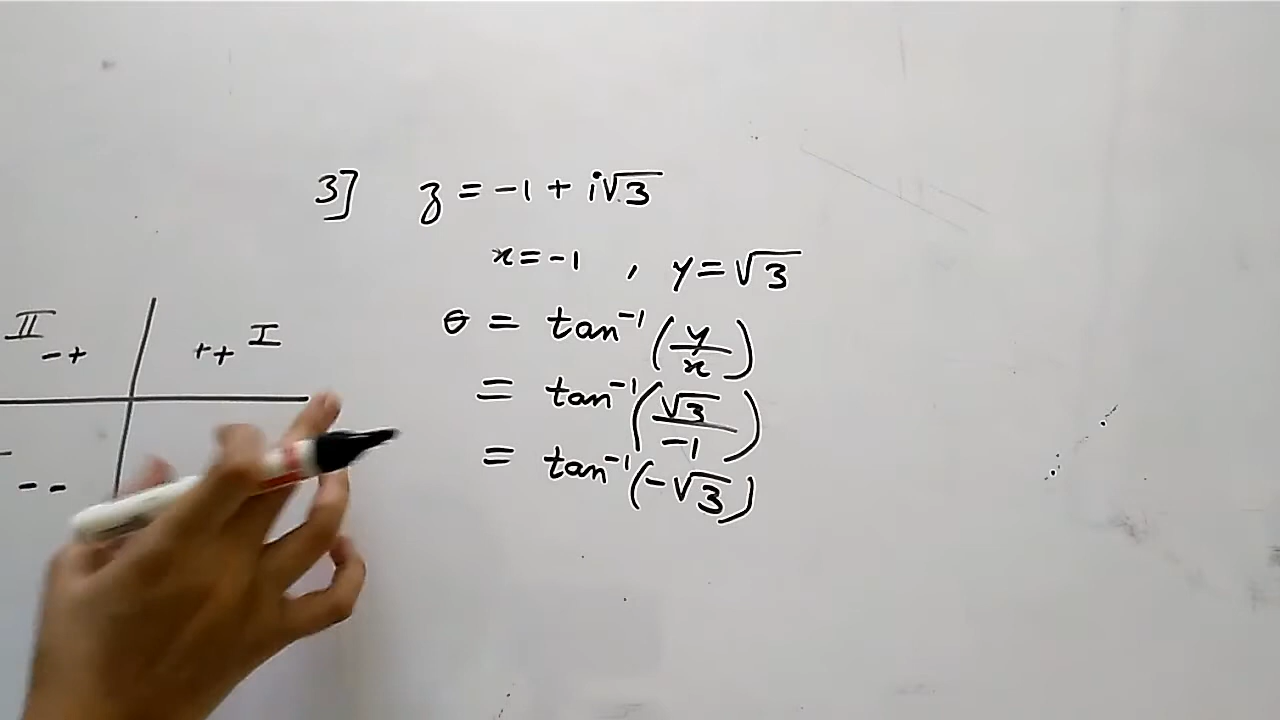 3] z = -1 + i√3
x = -1 , y = √3
θ = tan⁻¹ (y/x)
= tan⁻¹ (√3/-1)
= tan⁻¹ (-√3)
II I
-+ ++
--